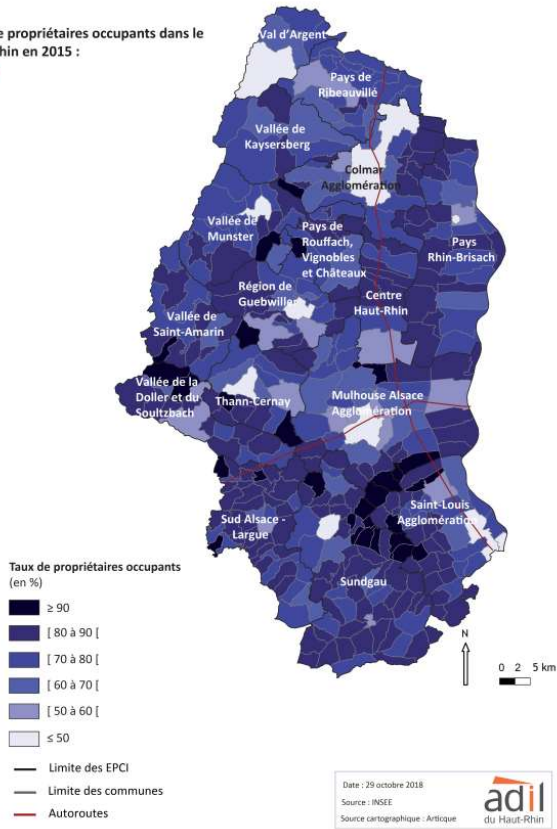 e propriétaires occupants dans le
hin en 2015 :
Val d'Argent
Pays de
Ribeauvillé
Vallée de
Kaysersberg
Colmar
Agglomération
Vallée de
Munster
Pays de
Rouffach,
Vignobles
et Châteaux
Pays
Rhin-Brisach
Région de
Guebwiller
Centre
Haut-Rhin
Vallée de
Saint-Amarin
Vallée de la
Doller et du
Soultzbach
Thann-Cernay
Mulhouse Alsace
Agglomération
Saint-Louis
Agglomération
Sud Alsace -
Largue
Sundgau
Taux de propriétaires occupants
(en %)
≥ 90
[ 80 à 90 [
[ 70 à 80 [
[ 60 à 70 [
[ 50 à 60 [
≤ 50
Limite des EPCI
Limite des communes
Autoroutes
N
0 2 5 km
Date : 29 octobre 2018
Source : INSEE
Source cartographique : Articque
adil
du Haut-Rhin